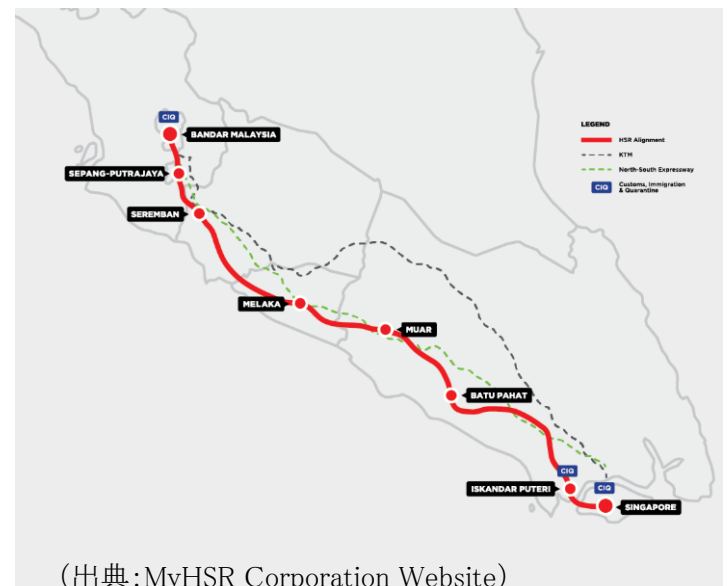 CIQ
BANDAR MALAYSIA
SEPANG-PUTRAJAYA
SEREMBAN
MELAKA
MUAR
BATU PAHAT
CIQ
ISKANDAR PUTERI
CIQ
SINGAPORE
LEGEND
HSR Alignment
KTM
North-South Expressway
CIQ
Customs, Immigration
& Quarantine
(出典:MyHSR Corporation Website)